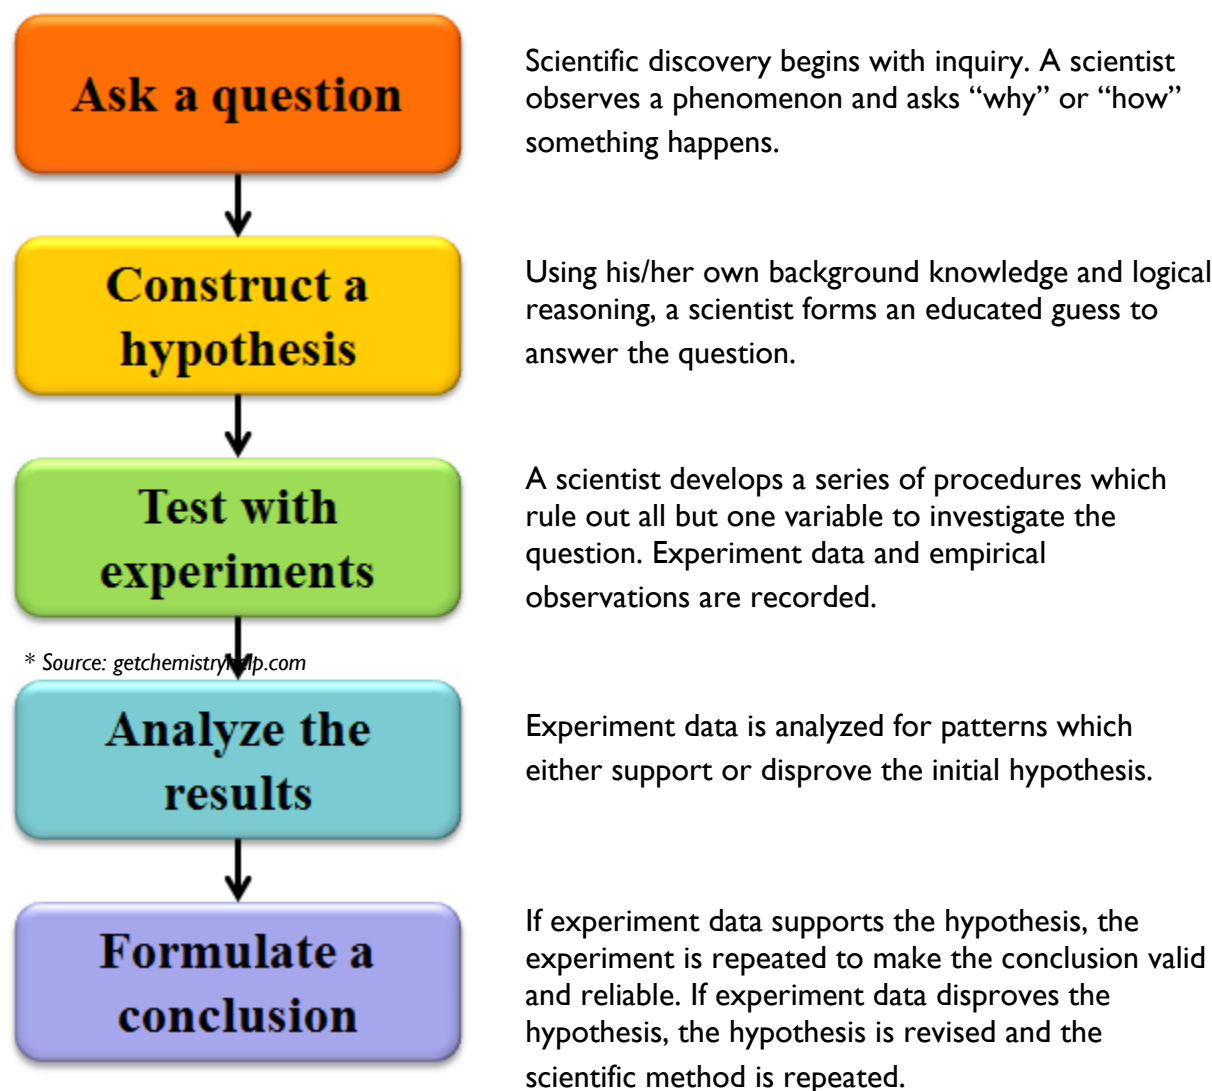 Ask a question
Scientific discovery begins with inquiry. A scientist
observes a phenomenon and asks “why” or “how”
something happens.
Construct a
hypothesis
Using his/her own background knowledge and logical
reasoning, a scientist forms an educated guess to
answer the question.
Test with
experiments
A scientist develops a series of procedures which
rule out all but one variable to investigate the
question. Experiment data and empirical
observations are recorded.
* Source: getchemistryhelp.com
Analyze the
results
Experiment data is analyzed for patterns which
either support or disprove the initial hypothesis.
Formulate a
conclusion
If experiment data supports the hypothesis, the
experiment is repeated to make the conclusion valid
and reliable. If experiment data disproves the
hypothesis, the hypothesis is revised and the
scientific method is repeated.